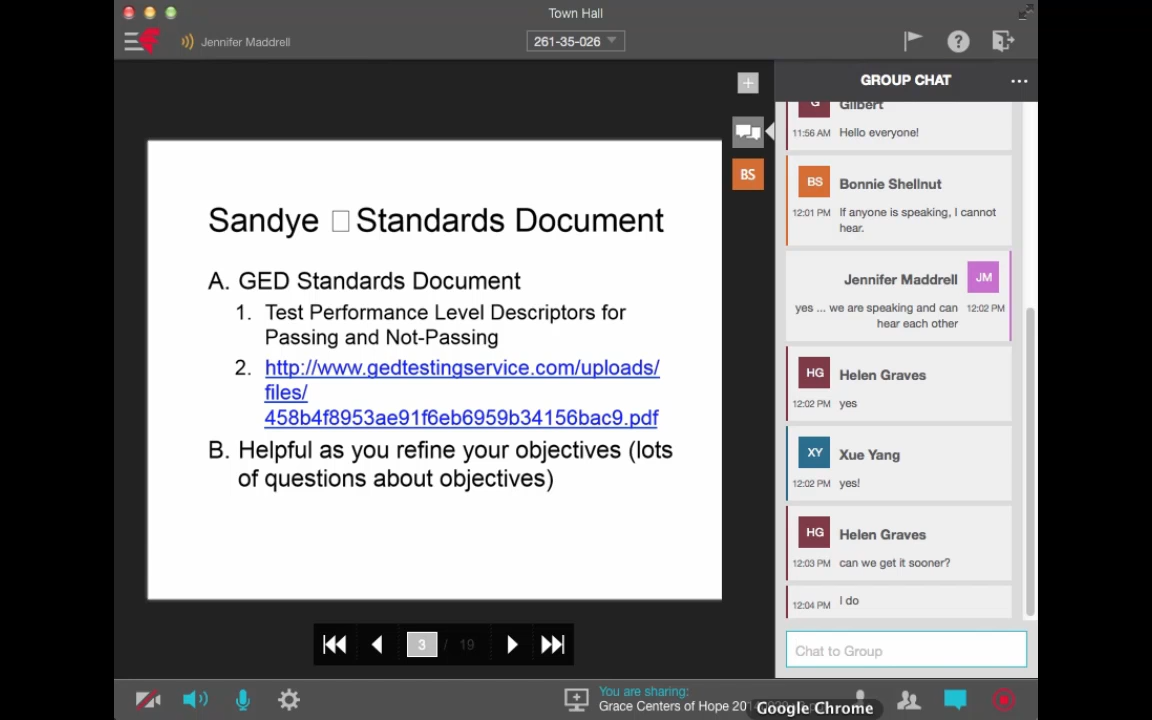 Town Hall
Jennifer Maddrell
261-35-026
GROUP CHAT
Gilbert
11:56 AM Hello everyone!
BS
BS Bonnie Shellnut
12:01 PM If anyone is speaking, I cannot
hear.
Jennifer Maddrell JM
yes ... we are speaking and can 12:02 PM
hear each other
HG Helen Graves
12:02 PM yes
XY Xue Yang
12:02 PM yes!
HG Helen Graves
12:03 PM can we get it sooner?
12:04 PM I do
Chat to Group
Sandye □ Standards Document
A. GED Standards Document
1. Test Performance Level Descriptors for
Passing and Not-Passing
2. http://www.gedtestingservice.com/uploads/
files/
458b4f8953ae91f6eb6959b34156bac9.pdf
B. Helpful as you refine your objectives (lots
of questions about objectives)
3 / 19
You are sharing:
Grace Centers of Hope
Google Chrome